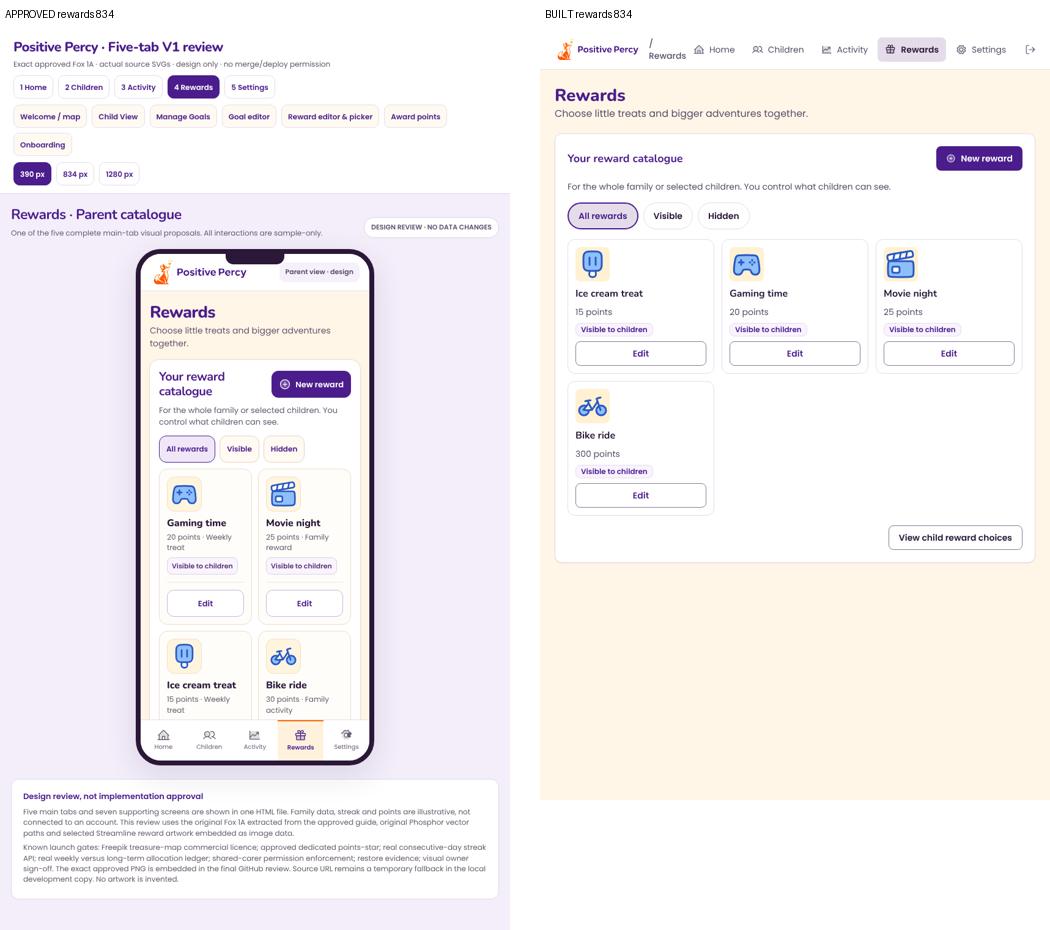 APPROVED rewards834
Positive Percy · Five-tab V1 review
Exact approved Fox 1A · actual source SVGs · design only · no merge/deploy permission
1 Home
2 Children
3 Activity
4 Rewards
5 Settings
Welcome / map
Child View
Manage Goals
Goal editor
Reward editor & picker
Award points
Onboarding
390 px
834 px
1280 px
Rewards · Parent catalogue
One of the five complete main-tab visual proposals. All interactions are sample-only.
DESIGN REVIEW · NO DATA CHANGES
Positive Percy
Parent view · design
Rewards
Choose little treats and bigger adventures
together.
Your reward
catalogue
New reward
For the whole family or selected children. You
control what children can see.
All rewards
Visible
Hidden
Gaming time
20 points · Weekly
treat
Visible to children
Edit
Movie night
25 points · Family
reward
Visible to children
Edit
Ice cream treat
15 points · Weekly
treat
Bike ride
30 points · Family
activity
Home
Children
Activity
Rewards
Settings
Design review, not implementation approval
Five main tabs and seven supporting screens are shown in one HTML file. Family data, streak and points are illustrative, not
connected to an account. This review uses the original Fox 1A extracted from the approved guide, original Phosphor vector
paths and selected Streamline reward artwork embedded as image data.
Known launch gates: Freepik treasure-map commercial licence; approved dedicated points-star; real consecutive-day streak
API; real weekly versus long-term allocation ledger; shared-carer permission enforcement; restore evidence; visual owner
sign-off. The exact approved PNG is embedded in the final GitHub review. Source URL remains a temporary fallback in the local
development copy. No artwork is invented.
BUILT rewards834
Positive Percy
/
Rewards
Home
Children
Activity
Rewards
Settings
Rewards
Choose little treats and bigger adventures together.
Your reward catalogue
New reward
For the whole family or selected children. You control what children can see.
All rewards
Visible
Hidden
Ice cream treat
15 points
Visible to children
Edit
Gaming time
20 points
Visible to children
Edit
Movie night
25 points
Visible to children
Edit
Bike ride
300 points
Visible to children
Edit
View child reward choices